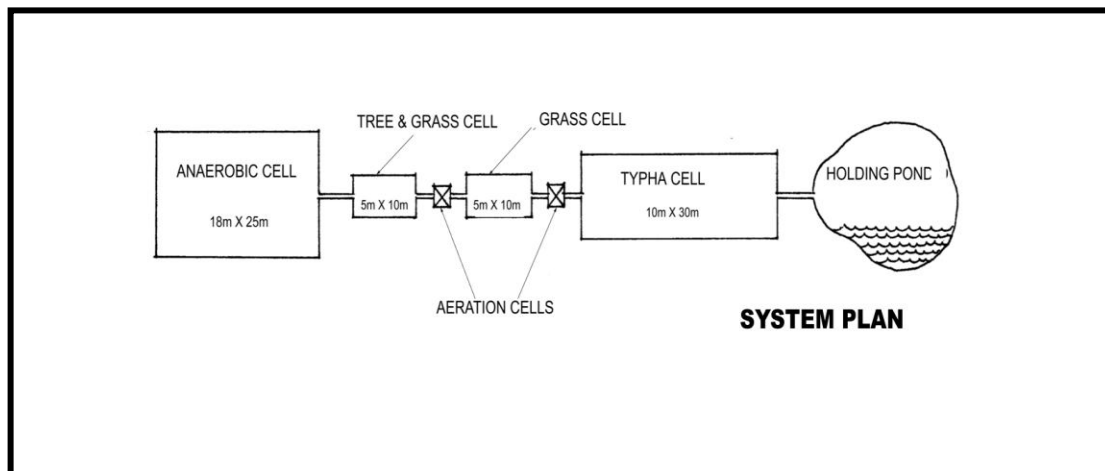 TREE & GRASS CELL
GRASS CELL
ANAEROBIC CELL
18m X 25m
5m X 10m
5m X 10m
TYPHA CELL
10m X 30m
HOLDING POND
AERATION CELLS
SYSTEM PLAN